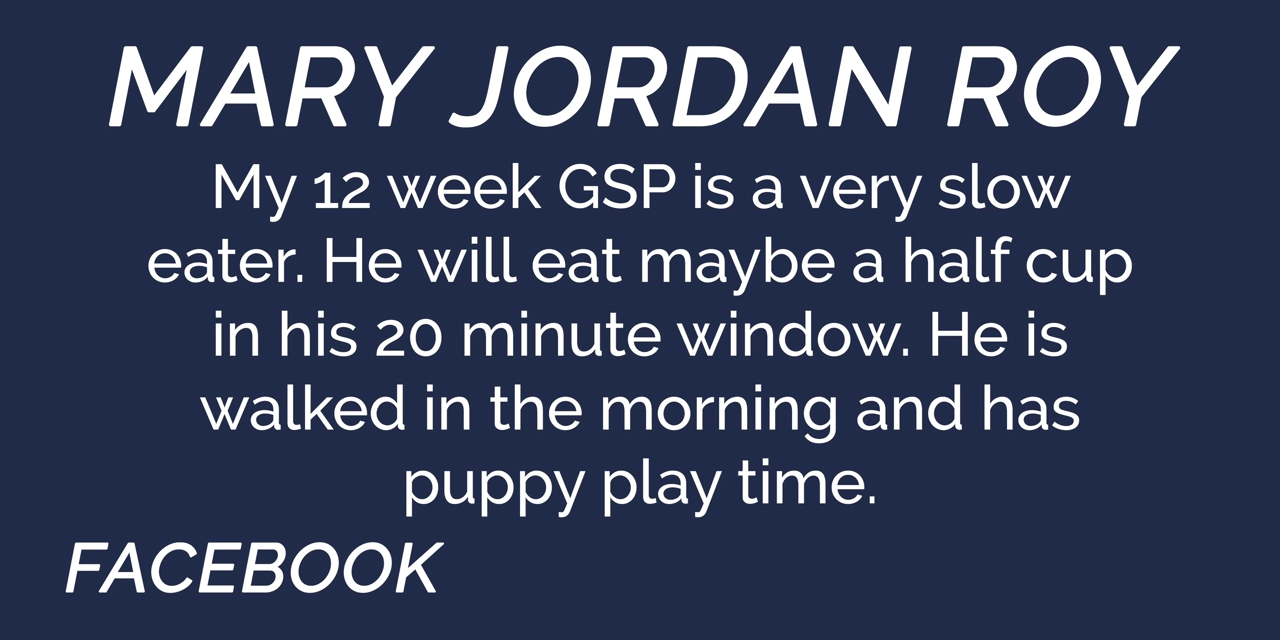 MARY JORDAN ROY
My 12 week GSP is a very slow
eater. He will eat maybe a half cup
in his 20 minute window. He is
walked in the morning and has
puppy play time.
FACEBOOK